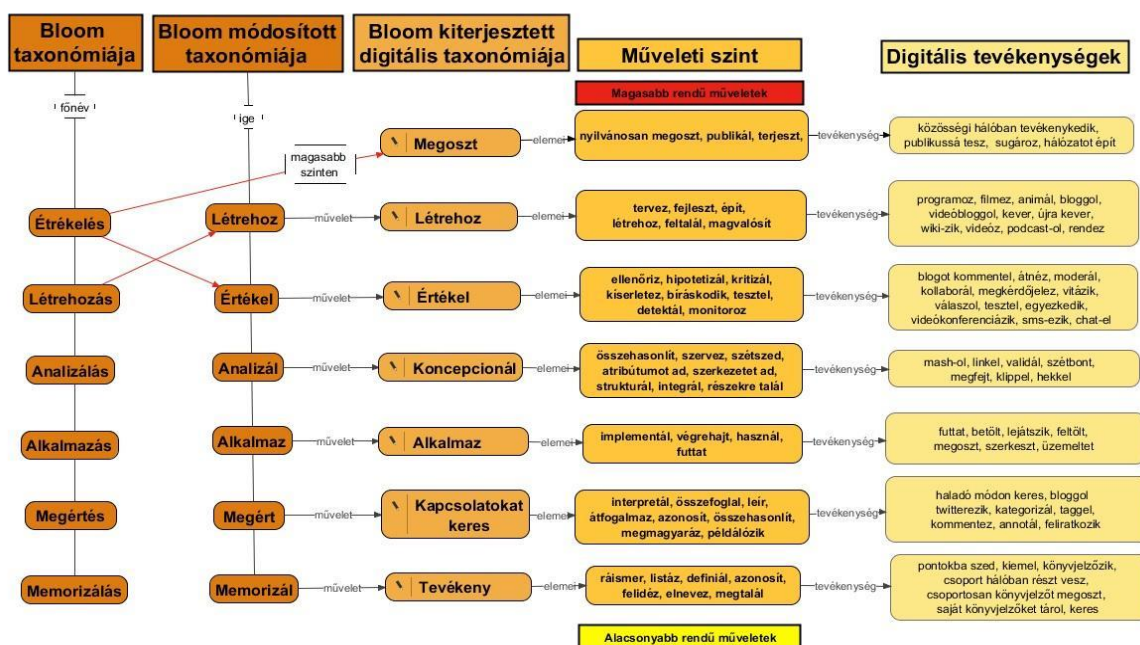 Bloom
taxonómiája
Bloom módosított
taxonómiája
Bloom kiterjesztett
digitális taxonómiája
Műveleti szint
Digitális tevékenységek
Magasabb rendű műveletek
főnév
ige
magasabb
szinten
Megoszt
elemei
nyilvánosan megoszt, publikál, terjeszt,
tevékenység
közösségi hálóban tevékenykedik,
publikussá tesz, sugároz, hálózatot épít
Étrékelés
Létrehoz
művelet
Létrehoz
elemei
tervez, fejleszt, épít,
létrehoz, feltalál, magvalósít
tevékenység
programoz, filmez, animál, bloggol,
videóbloggol, kever, újra kever,
wiki-zik, videóz, podcast-ol, rendez
Létrehozás
Értékel
művelet
Értékel
elemei
ellenőriz, hipotetizál, kritizál,
kíserletez, bíráskodik, tesztel,
detektál, monitoroz
tevékenység
blogot kommentel, átnéz, moderál,
kollaborál, megkérdőjelez, vitázik,
válaszol, tesztel, egyezkedik,
videókonferenciázik, sms-ezik, chat-el
Analizálás
Analizál
művelet
Koncepcionál
elemei
összehasonlít, szervez, szétszed,
atribútumot ad, szerkezetet ad,
strukturál, integrál, részekre talál
tevékenység
mash-ol, linkel, validál, szétbont,
megfejt, klippel, hekkel
Alkalmazás
Alkalmaz
művelet
Alkalmaz
elemei
implementál, végrehajt, használ,
futtat
tevékenység
futtat, betölt, lejátszik, feltölt,
megoszt, szerkeszt, üzemeltet
Megértés
Megért
művelet
Kapcsolatokat
keres
elemei
interpretál, összefoglal, leír,
átfogalmaz, azonosít, összehasonlít,
megmagyaráz, példálózik
tevékenység
haladó módon keres, bloggol
twitterezik, kategorizál, taggel,
kommentez, annotál, feliratkozik
Memorizálás
Memorizál
művelet
Tevékeny
elemei
ráismer, listáz, definiál, azonosít,
felidéz, elnevez, megtalál
tevékenység
pontokba szed, kiemel, könyvjelzőzik,
csoport hálóban részt vesz,
csoportosan könyvjelzőt megoszt,
saját könyvjelzőket tárol, keres
Alacsonyabb rendű műveletek